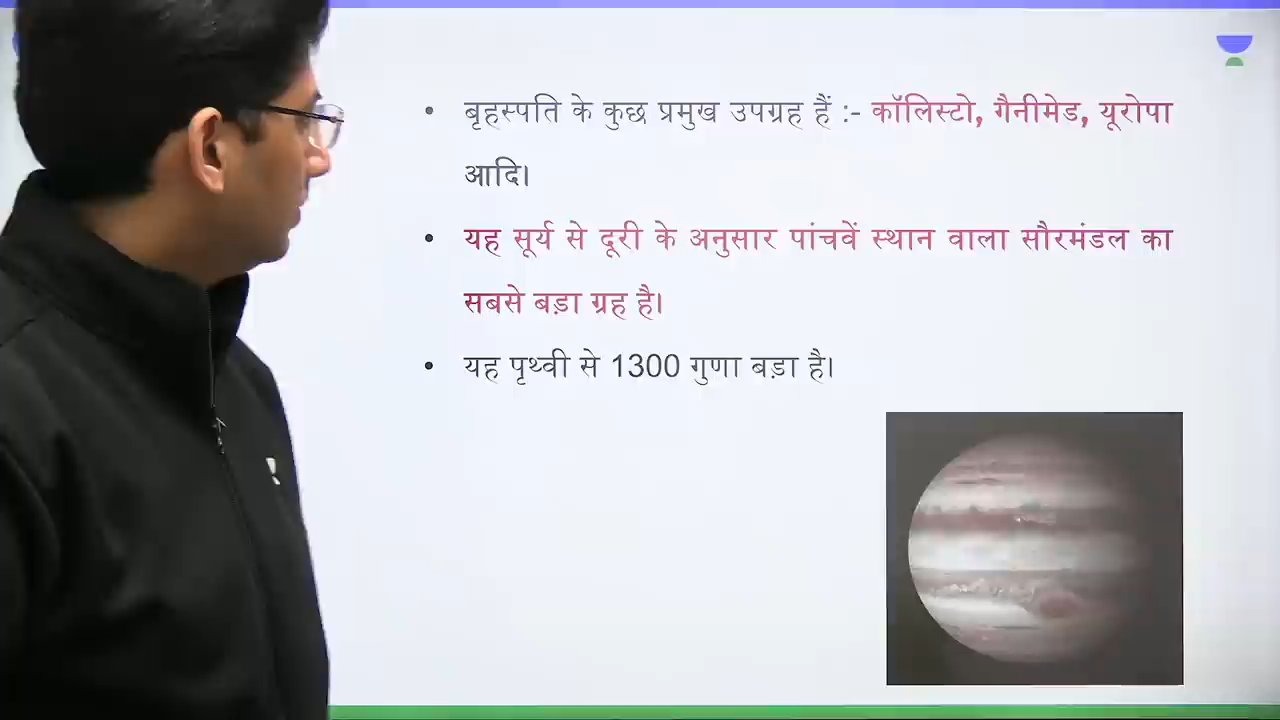 • बृहस्पति के कुछ प्रमुख उपग्रह हैं :- कॉलिस्टो, गैनीमेड, यूरोपा
आदि।
• यह सूर्य से दूरी के अनुसार पांचवें स्थान वाला सौरमंडल का
सबसे बड़ा ग्रह है।
• यह पृथ्वी से 1300 गुणा बड़ा है।